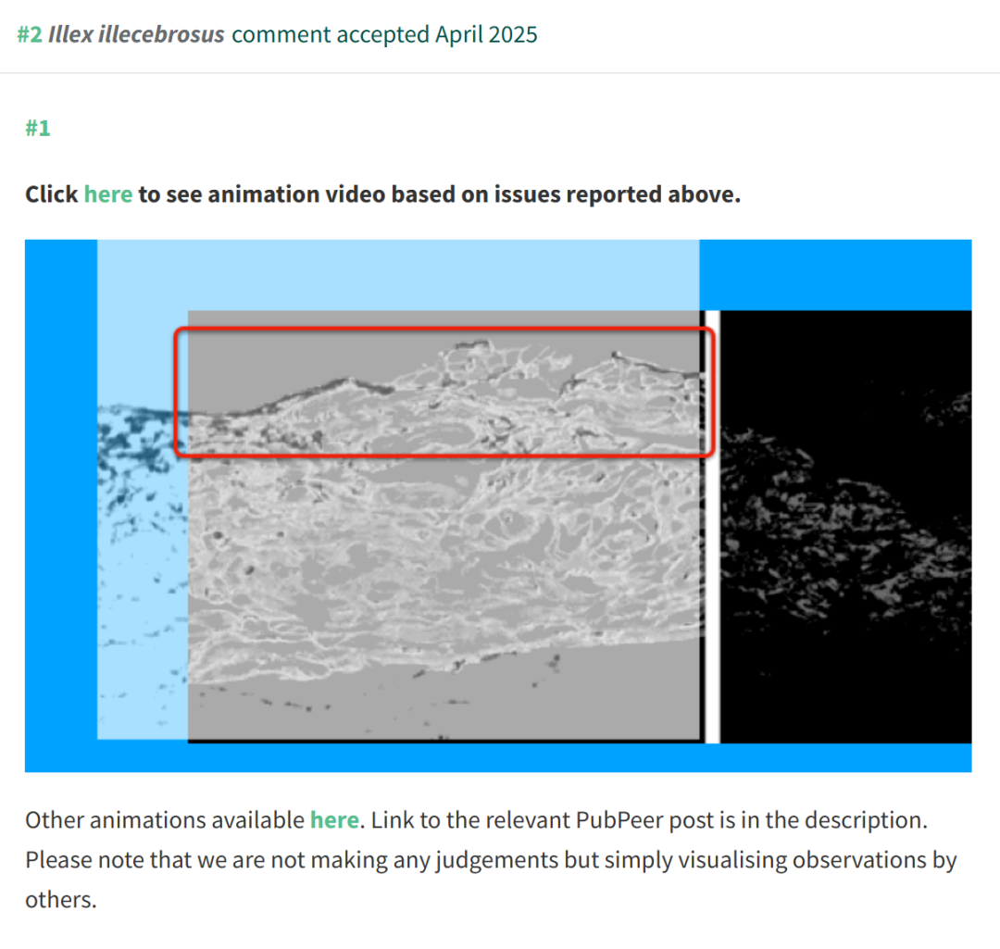 #2 Illex illecebrosus comment accepted April 2025
#1
Click here to see animation video based on issues reported above.
Other animations available here. Link to the relevant PubPeer post is in the description.
Please note that we are not making any judgements but simply visualising observations by
others.